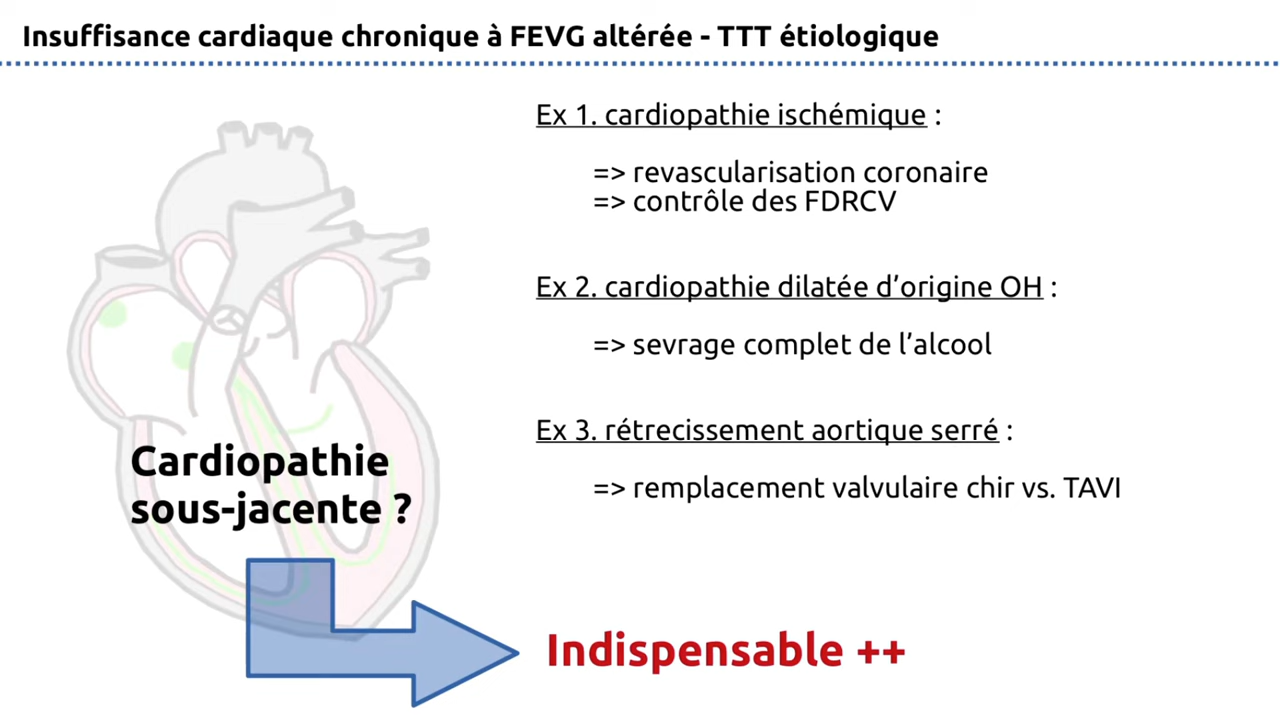 Insuffisance cardiaque chronique à FEVG altérée - TTT étiologique
Ex 1. cardiopathie ischémique :
=> revascularisation coronaire
=> contrôle des FDRCV
Ex 2. cardiopathie dilatée d’origine OH :
=> sevrage complet de l’alcool
Ex 3. rétrecissement aortique serré :
=> remplacement valvulaire chir vs. TAVI
Cardiopathie
sous-jacente ?
Indispensable ++